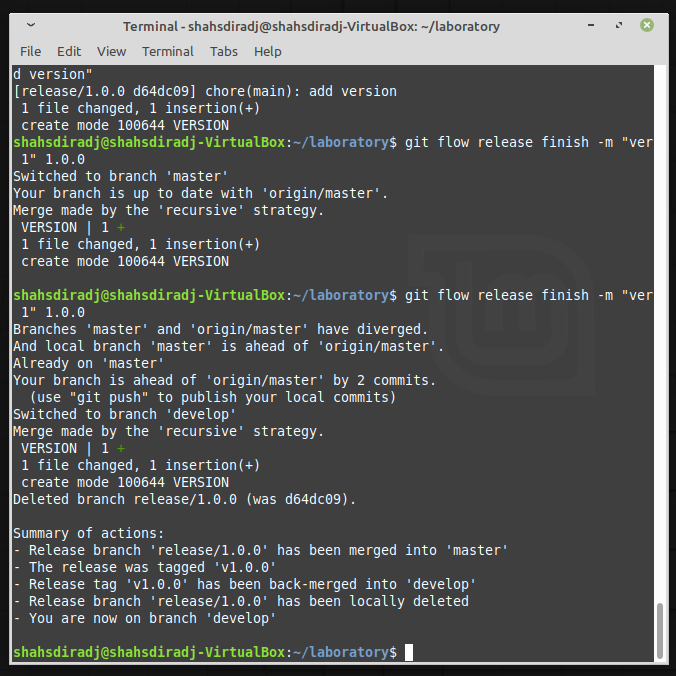 Terminal - shahsdiradj@shahsdiradj-VirtualBox: ~/laboratory
File Edit View Terminal Tabs Help
d version"
[release/1.0.0 d64dc09] chore(main): add version
 1 file changed, 1 insertion(+)
 create mode 100644 VERSION
shahsdiradj@shahsdiradj-VirtualBox:~/laboratory$ git flow release finish -m "ver
 1" 1.0.0
Switched to branch 'master'
Your branch is up to date with 'origin/master'.
Merge made by the 'recursive' strategy.
 VERSION | 1 +
 1 file changed, 1 insertion(+)
 create mode 100644 VERSION
shahsdiradj@shahsdiradj-VirtualBox:~/laboratory$ git flow release finish -m "ver
 1" 1.0.0
Branches 'master' and 'origin/master' have diverged.
And local branch 'master' is ahead of 'origin/master'.
Already on 'master'
Your branch is ahead of 'origin/master' by 2 commits.
  (use "git push" to publish your local commits)
Switched to branch 'develop'
Merge made by the 'recursive' strategy.
 VERSION | 1 +
 1 file changed, 1 insertion(+)
 create mode 100644 VERSION
Deleted branch release/1.0.0 (was d64dc09).
Summary of actions:
- Release branch 'release/1.0.0' has been merged into 'master'
- The release was tagged 'v1.0.0'
- Release tag 'v1.0.0' has been back-merged into 'develop'
- Release branch 'release/1.0.0' has been locally deleted
- You are now on branch 'develop'
shahsdiradj@shahsdiradj-VirtualBox:~/laboratory$